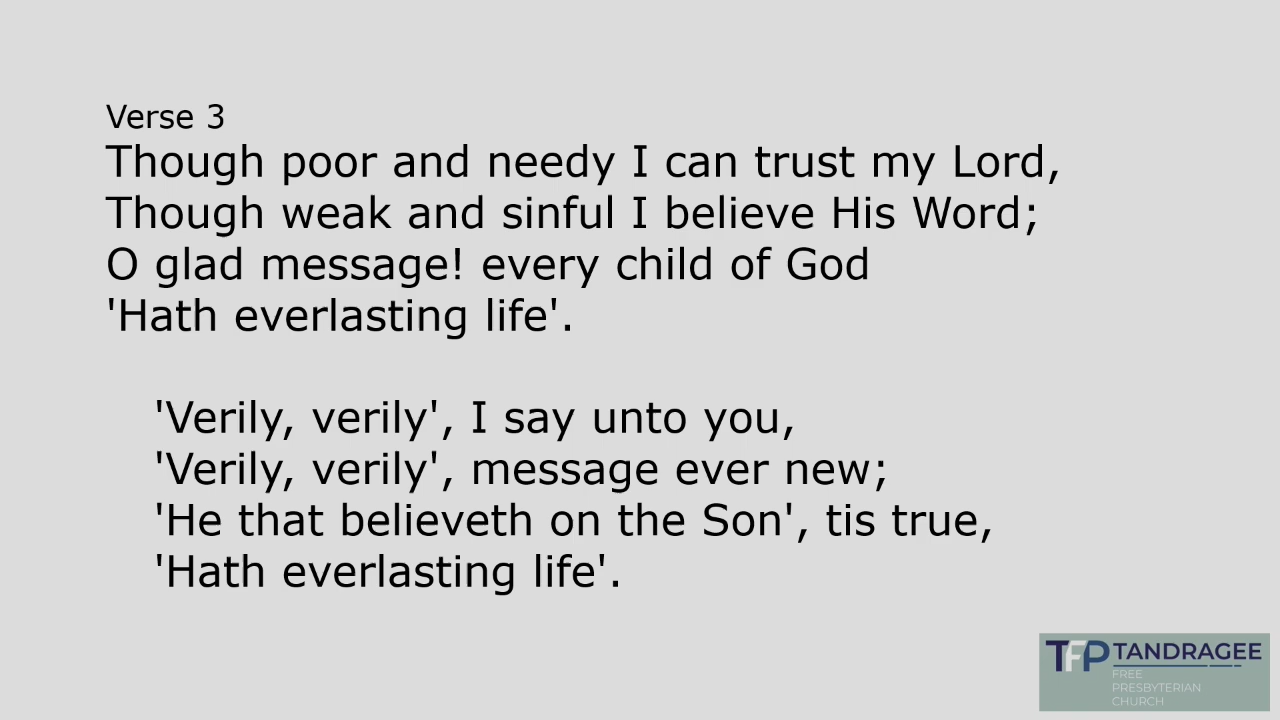 Verse 3
Though poor and needy I can trust my Lord,
Though weak and sinful I believe His Word;
O glad message! every child of God
'Hath everlasting life'.
'Verily, verily', I say unto you,
'Verily, verily', message ever new;
'He that believeth on the Son', tis true,
'Hath everlasting life'.
TFP TANDRAGEE
FREE
PRESBYTERIAN
CHURCH